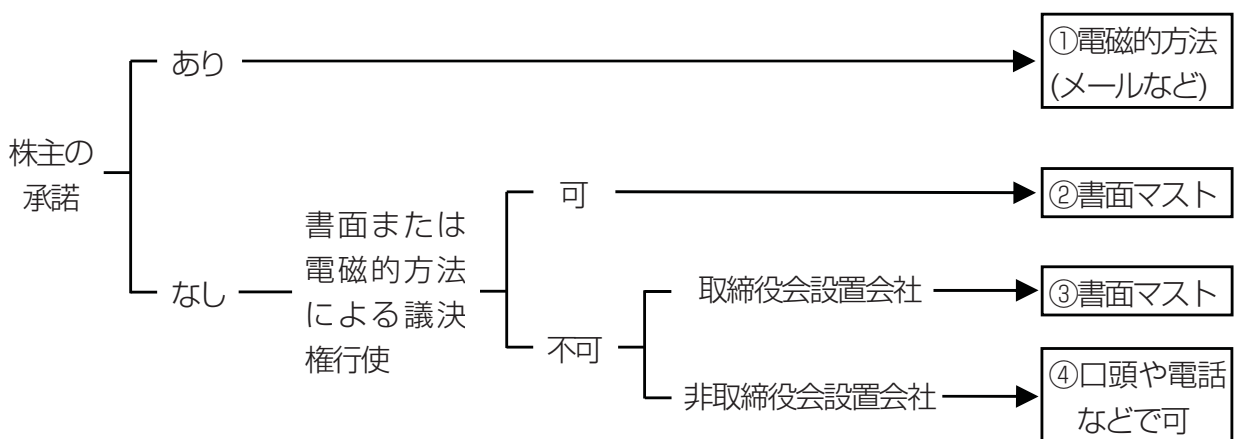 株主の
承諾
あり
①電磁的方法
(メールなど)
なし
書面または
電磁的方法
による議決
権行使
可
②書面マスト
不可
取締役会設置会社
③書面マスト
非取締役会設置会社
④口頭や電話
などで可